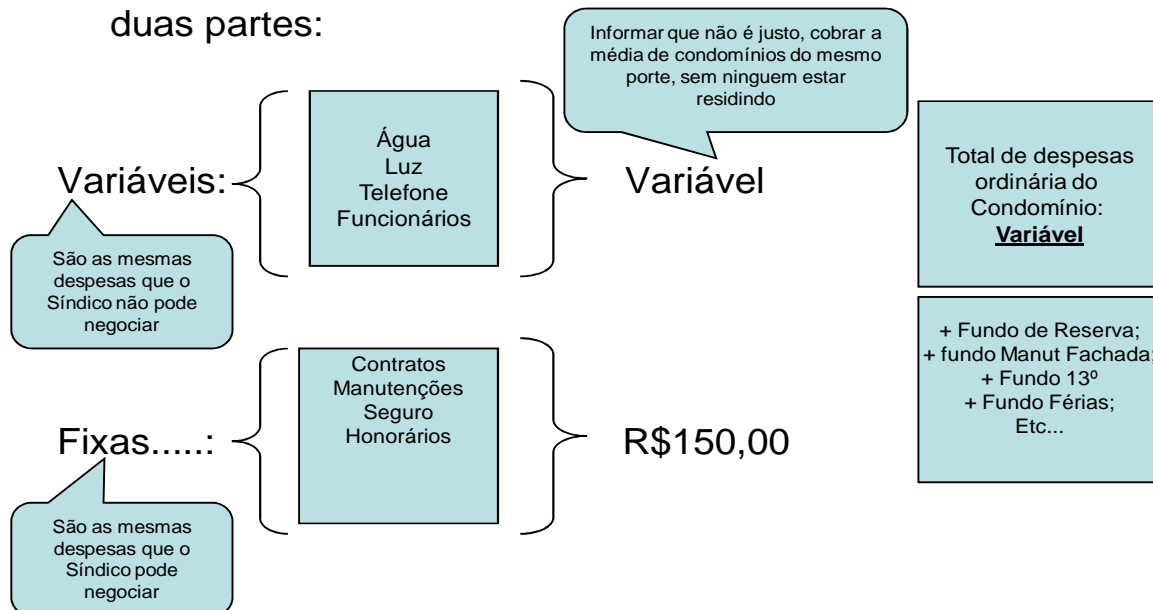 duas partes:
Informar que não é justo, cobrar a
média de condomínios do mesmo
porte, sem ninguem estar
residindo
Variáveis:
Água
Luz
Telefone
Funcionários
Variável
Total de despesas
ordinária do
Condomínio:
Variável
São as mesmas
despesas que o
Síndico não pode
negociar
Fixas.....:
Contratos
Manutenções
Seguro
Honorários
R$150,00
+ Fundo de Reserva;
+ fundo Manut Fachada;
+ Fundo 13º
+ Fundo Férias;
Etc...
São as mesmas
despesas que o
Síndico pode
negociar